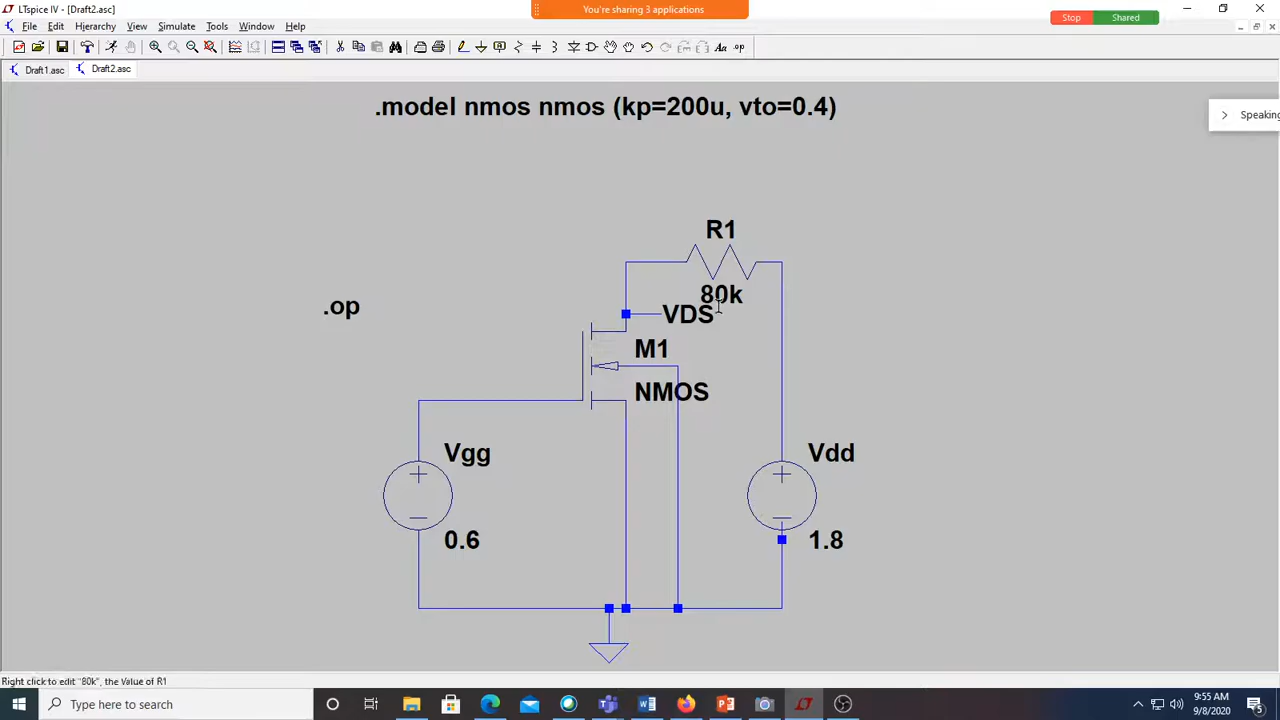 LTspice IV - [Draft2.asc]
You're sharing 3 applications
Stop
Shared
File Edit Hierarchy View Simulate Tools Window Help
.op
Draft1.asc
Draft2.asc
Speaking
.model nmos nmos (kp=200u, vto=0.4)
R1
80k
.op
VDS
M1
NMOS
Vgg
Vdd
0.6
1.8
Right click to edit "80k", the Value of R1
Type here to search
9:55 AM
9/8/2020